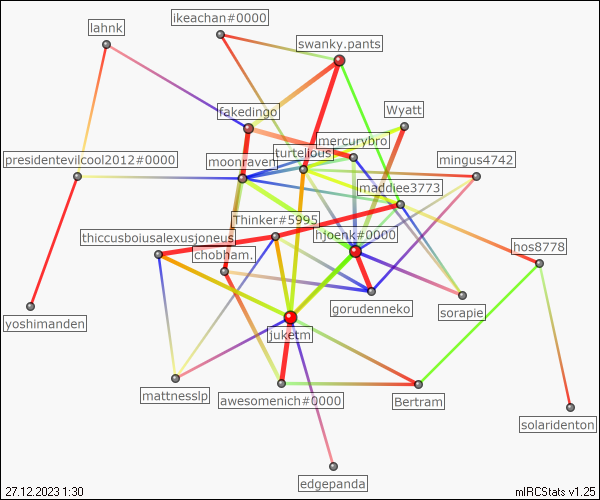 ikeachan#0000
lahnk
swanky.pants
fakedingo
Wyatt
mercurybro
turtelious
presidentevilcool2012#0000
moonraven
mingus4742
maddiee3773
Thinker#5995
thiccusboiusalexusjoneus
hjoenk#0000
chobham.
hos8778
yoshimanden
gorudenneko
sorapie
juketm
mattnesslp
awesomenich#0000
Bertram
solaridenton
edgepanda
27.12.2023 1:30
mIRCStats v1.25